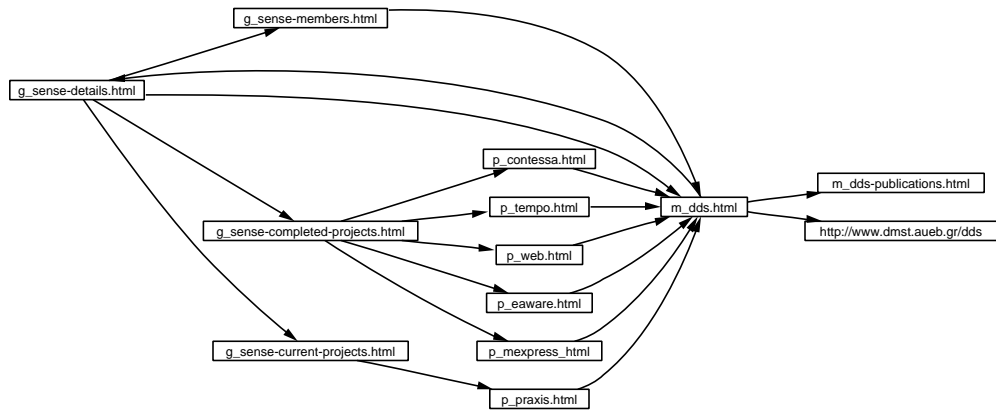 g_sense-members.html
g_sense-details.html
p_contessa.html
m_dds-publications.html
p_tempo.html
m_dds.html
g_sense-completed-projects.html
http://www.dmst.aueb.gr/dds
p_web.html
p_eaware.html
g_sense-current-projects.html
p_mexpress_html
p_praxis.html